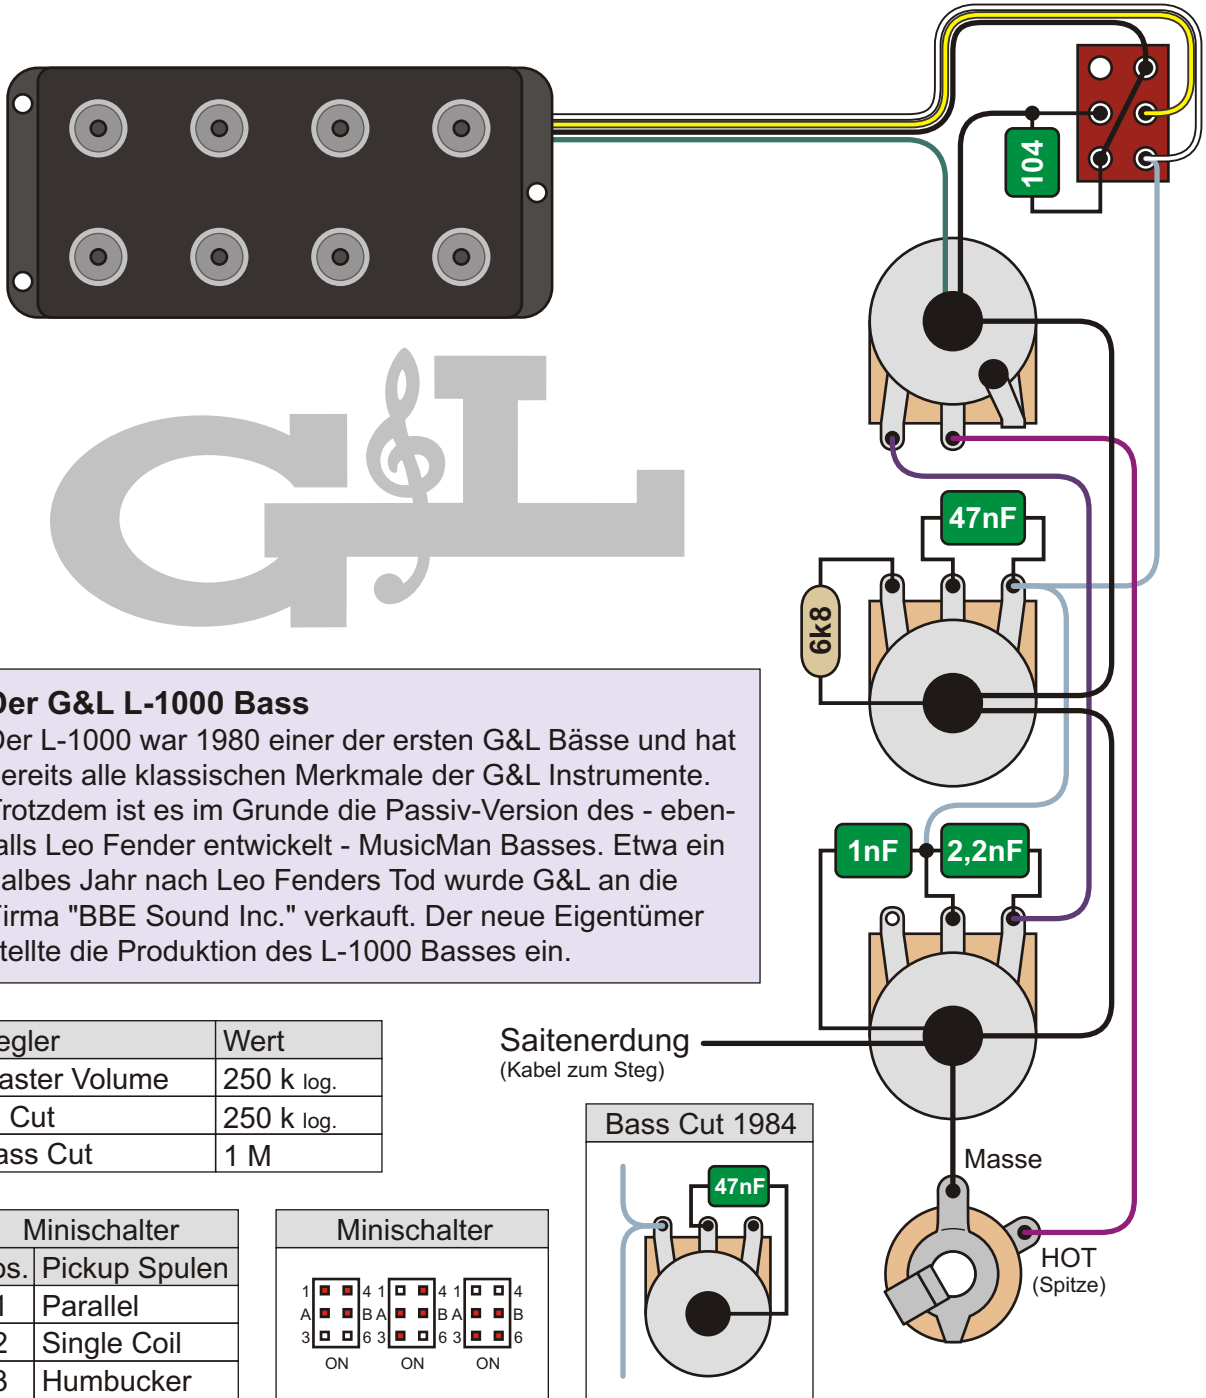 104
G&L
47nF
6k8
Der G&L L-1000 Bass
Der L-1000 war 1980 einer der ersten G&L Bässe und hat
bereits alle klassischen Merkmale der G&L Instrumente.
Trotzdem ist es im Grunde die Passiv-Version des - eben-
falls Leo Fender entwickelt - MusicMan Basses. Etwa ein
halbes Jahr nach Leo Fenders Tod wurde G&L an die
Firma "BBE Sound Inc." verkauft. Der neue Eigentümer
stellte die Produktion des L-1000 Basses ein.
1nF 2,2nF
egler Wert
aster Volume 250 k log.
Cut 250 k log.
ass Cut 1 M
Saitenerdung
(Kabel zum Steg)
Bass Cut 1984
47nF
Masse
HOT
(Spitze)
Minischalter
os. Pickup Spulen
1 Parallel
2 Single Coil
3 Humbucker
Minischalter
1 4 1 4 1 4
A B A B A B
3 6 3 6 3 6
ON ON ON